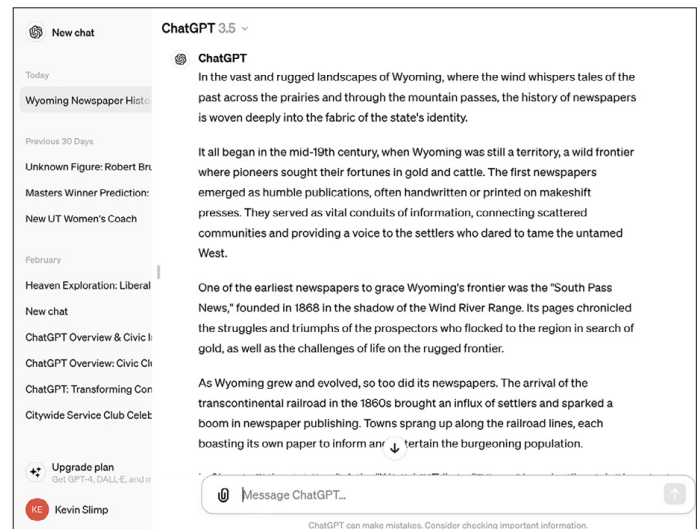 New chat
Today
Wyoming Newspaper Histo
Previous 30 Days
Unknown Figure: Robert Bru
Masters Winner Prediction:
New UT Women's Coach
February
Heaven Exploration: Liberal
New chat
ChatGPT Overview & Civic I
ChatGPT Overview: Civic Cl
ChatGPT: Transforming Con
Citywide Service Club Celeb
Upgrade plan
Get GPT-4, DALL·E, and m
KE Kevin Slimp
ChatGPT 3.5
ChatGPT
In the vast and rugged landscapes of Wyoming, where the wind whispers tales of the
past across the prairies and through the mountain passes, the history of newspapers
is woven deeply into the fabric of the state's identity.
It all began in the mid-19th century, when Wyoming was still a territory, a wild frontier
where pioneers sought their fortunes in gold and cattle. The first newspapers
emerged as humble publications, often handwritten or printed on makeshift
presses. They served as vital conduits of information, connecting scattered
communities and providing a voice to the settlers who dared to tame the untamed
West.
One of the earliest newspapers to grace Wyoming's frontier was the "South Pass
News," founded in 1868 in the shadow of the Wind River Range. Its pages chronicled
the struggles and triumphs of the prospectors who flocked to the region in search of
gold, as well as the challenges of life on the rugged frontier.
As Wyoming grew and evolved, so too did its newspapers. The arrival of the
transcontinental railroad in the 1860s brought an influx of settlers and sparked a
boom in newspaper publishing. Towns sprang up along the railroad lines, each
boasting its own paper to inform an tertain the burgeoning population.
Message ChatGPT...
ChatGPT can make mistakes. Consider checking important information.